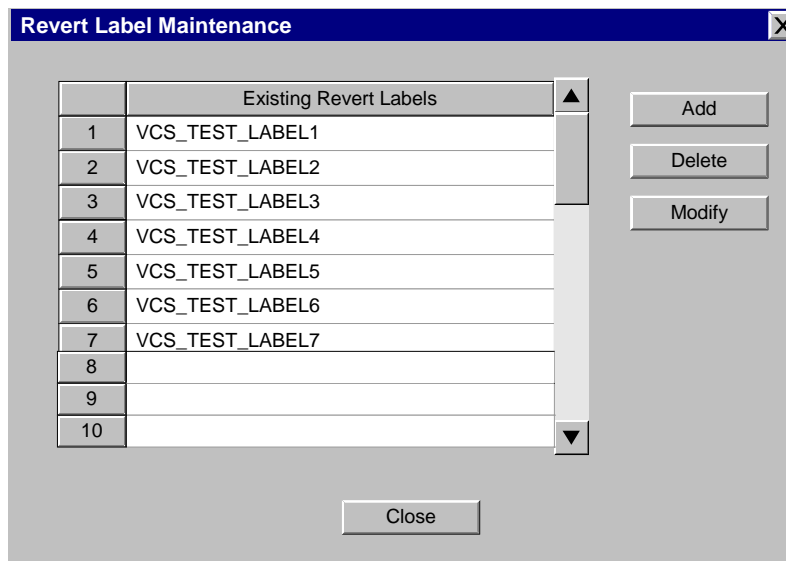 Revert Label Maintenance X
Existing Revert Labels
1 VCS_TEST_LABEL1
2 VCS_TEST_LABEL2
3 VCS_TEST_LABEL3
4 VCS_TEST_LABEL4
5 VCS_TEST_LABEL5
6 VCS_TEST_LABEL6
7 VCS_TEST_LABEL7
8
9
10
Add
Delete
Modify
Close